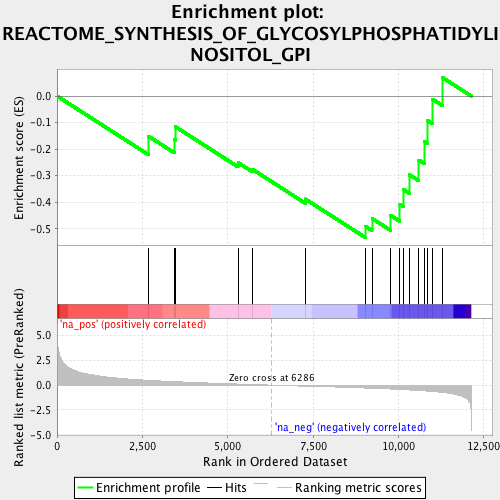 Enrichment plot:
REACTOME_SYNTHESIS_OF_GLYCOSYLPHOSPHATIDYLI
NOSITOL_GPI
Enrichment score (ES)
0.0
-0.1
-0.2
-0.3
-0.4
-0.5
'na_pos' (positively correlated)
Ranked list metric (PreRanked)
5.0
2.5
0.0
-2.5
-5.0
Zero cross at 6286
'na_neg' (negatively correlated)
0
2,500
5,000
7,500
10,000
12,500
Rank in Ordered Dataset
Enrichment profile
Hits
Ranking metric scores